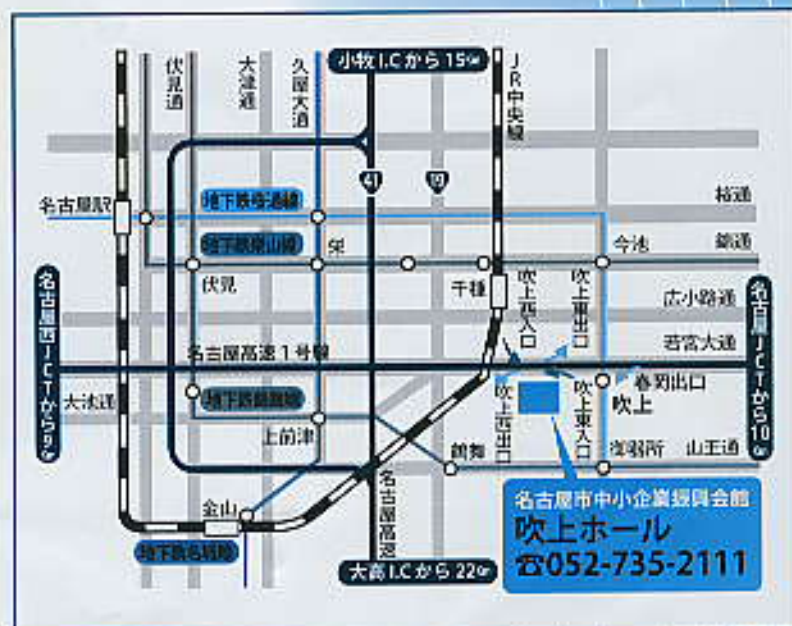 小牧I.Cから15分
JR中央線
伏見通
大津通
久屋大通
41
19
名古屋駅
地下鉄桜通線
桜通
地下鉄東山線
栄
今池
錦通
伏見
千種
吹上西入口
吹上東出口
広小路通
名古屋西JCTから9分
名古屋JCTから10分
名古屋高速1号線
若宮大通
大池通
地下鉄鶴舞線
春岡出口
吹上
上前津
鶴舞
吹上西出口
吹上東入口
御器所
山王通
金山
名古屋高速
地下鉄名城線
大高I.Cから22分
名古屋市中小企業振興会館
吹上ホール
☎052-735-2111